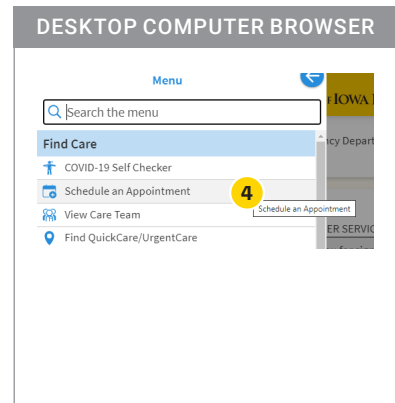 DESKTOP COMPUTER BROWSER
Menu
Search the menu
Find Care
COVID-19 Self Checker
Schedule an Appointment
4
Schedule an Appointment
View Care Team
Find QuickCare/UrgentCare
F IOWA
ncy Depart
ER SERVIC